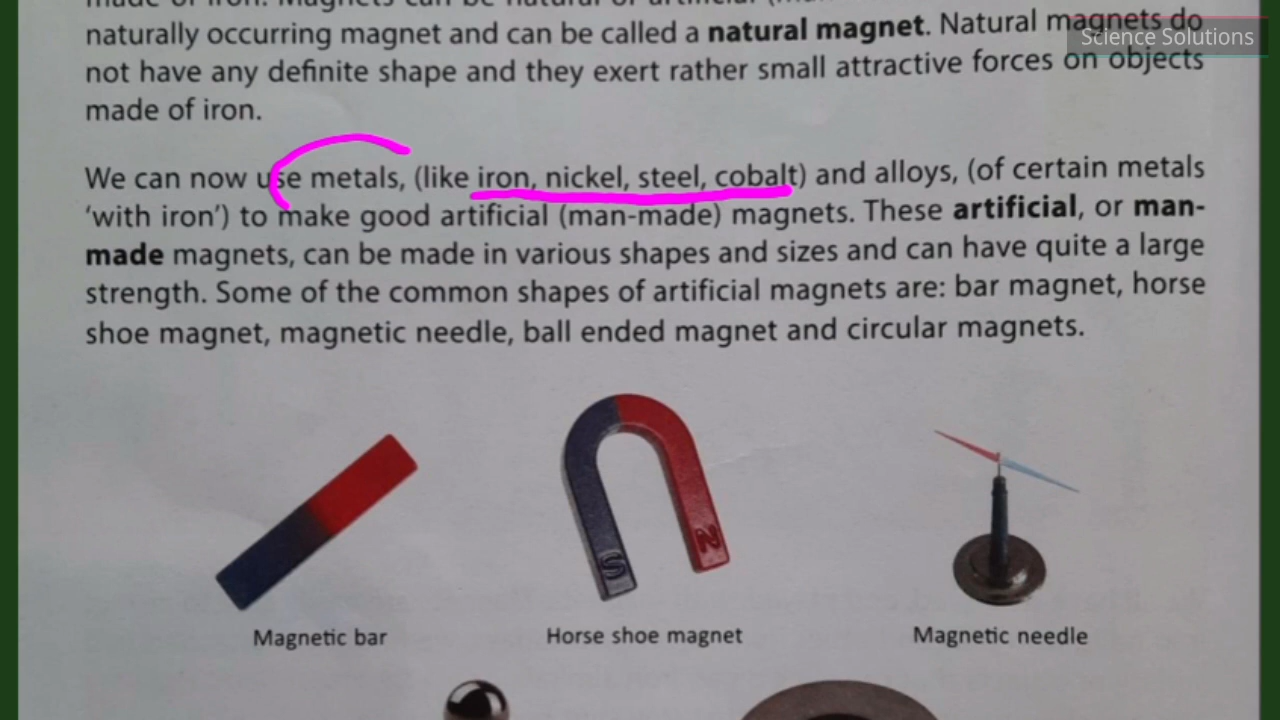 naturally occurring magnet and can be called a natural magnet. Natural magnets do
Science Solutions
not have any definite shape and they exert rather small attractive forces on objects
made of iron.
We can now use metals, (like iron, nickel, steel, cobalt) and alloys, (of certain metals
'with iron') to make good artificial (man-made) magnets. These artificial, or man-
made magnets, can be made in various shapes and sizes and can have quite a large
strength. Some of the common shapes of artificial magnets are: bar magnet, horse
shoe magnet, magnetic needle, ball ended magnet and circular magnets.
S
N
Magnetic bar
Horse shoe magnet
Magnetic needle